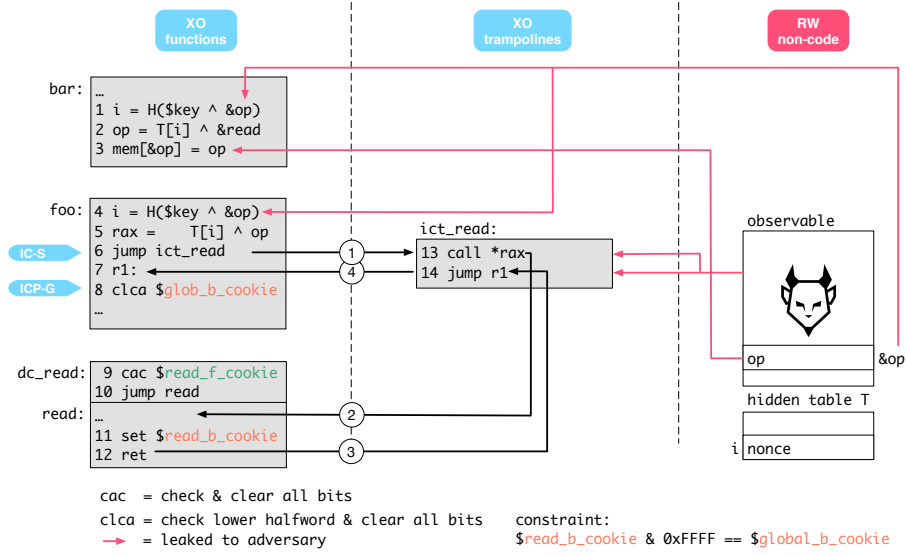 XO
functions
XO
trampolines
RW
non-code
bar:
…
1 i = H($key ^ &op)
2 op = T[i] ^ &read
3 mem[&op] = op
foo:
4 i = H($key ^ &op)
5 rax =    T[i] ^ op
6 jump ict_read
7 r1:
8 clca $glob_b_cookie
…
IC-S
ICP-G
1
4
ict_read:
13 call *rax
14 jump r1
observable
op
&op
hidden table T
i
nonce
dc_read:
9 cac $read_f_cookie
10 jump read
read:
…
11 set $read_b_cookie
12 ret
2
3
cac  = check & clear all bits
clca = check lower halfword & clear all bits
= leaked to adversary
constraint:
$read_b_cookie & 0xFFFF == $global_b_cookie